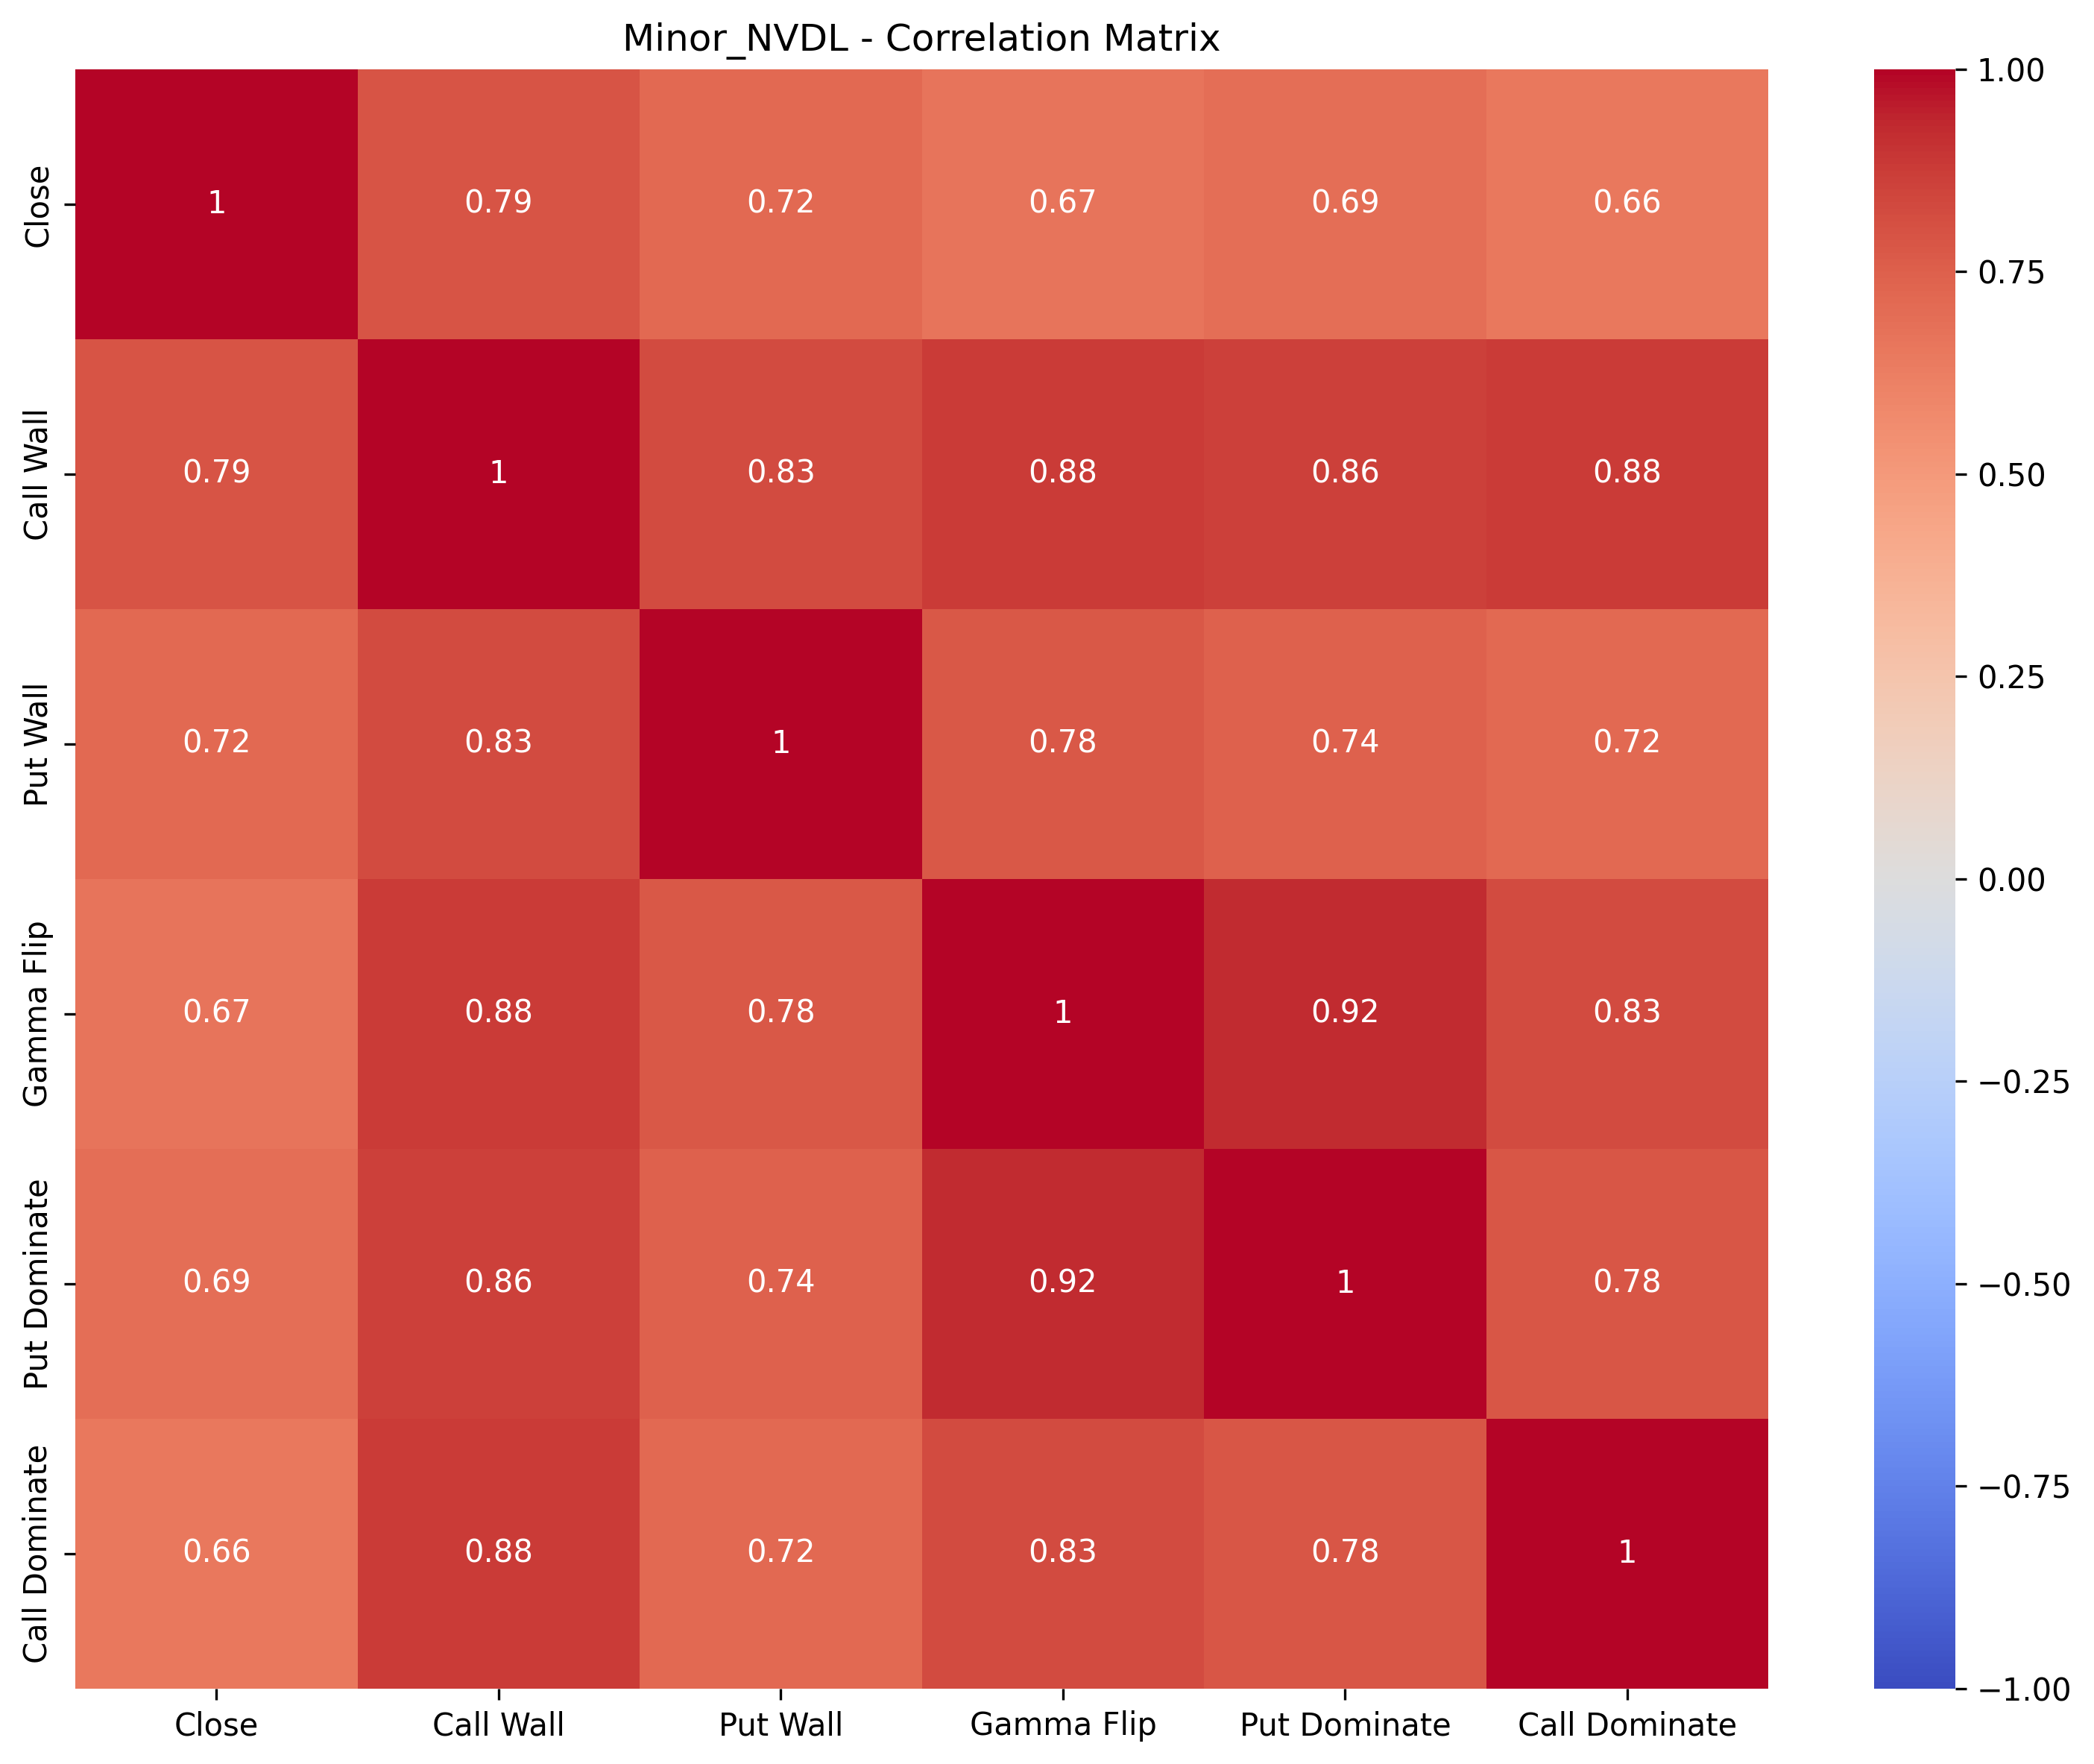 Minor_NVDL - Correlation Matrix
Close 1 0.79 0.72 0.67 0.69 0.66
Call Wall 0.79 1 0.83 0.88 0.86 0.88
Put Wall 0.72 0.83 1 0.78 0.74 0.72
Gamma Flip 0.67 0.88 0.78 1 0.92 0.83
Put Dominate 0.69 0.86 0.74 0.92 1 0.78
Call Dominate 0.66 0.88 0.72 0.83 0.78 1
Close Call Wall Put Wall Gamma Flip Put Dominate Call Dominate
1.00
0.75
0.50
0.25
0.00
−0.25
−0.50
−0.75
−1.00